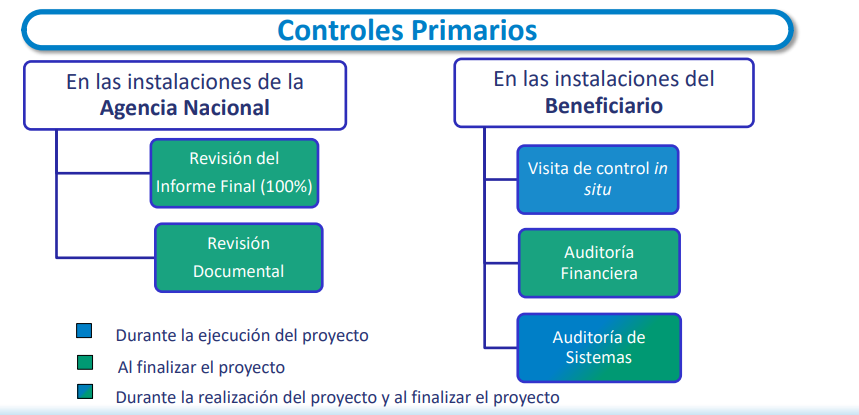 Controles Primarios
En las instalaciones de la
Agencia Nacional
Revisión del
Informe Final (100%)
Revisión
Documental
En las instalaciones del
Beneficiario
Visita de control in
situ
Auditoría
Financiera
Auditoría de
Sistemas
Durante la ejecución del proyecto
Al finalizar el proyecto
Durante la realización del proyecto y al finalizar el proyecto